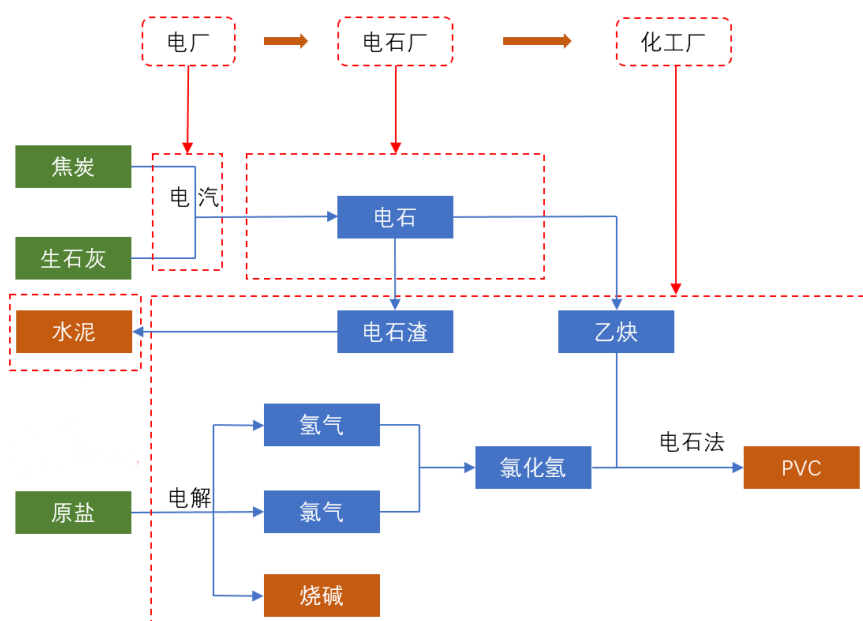 电厂
电石厂
化工厂
焦炭
电 汽
电石
生石灰
水泥
电石渣
乙炔
氢气
电石法
氯化氢
PVC
原盐
电解
氯气
烧碱